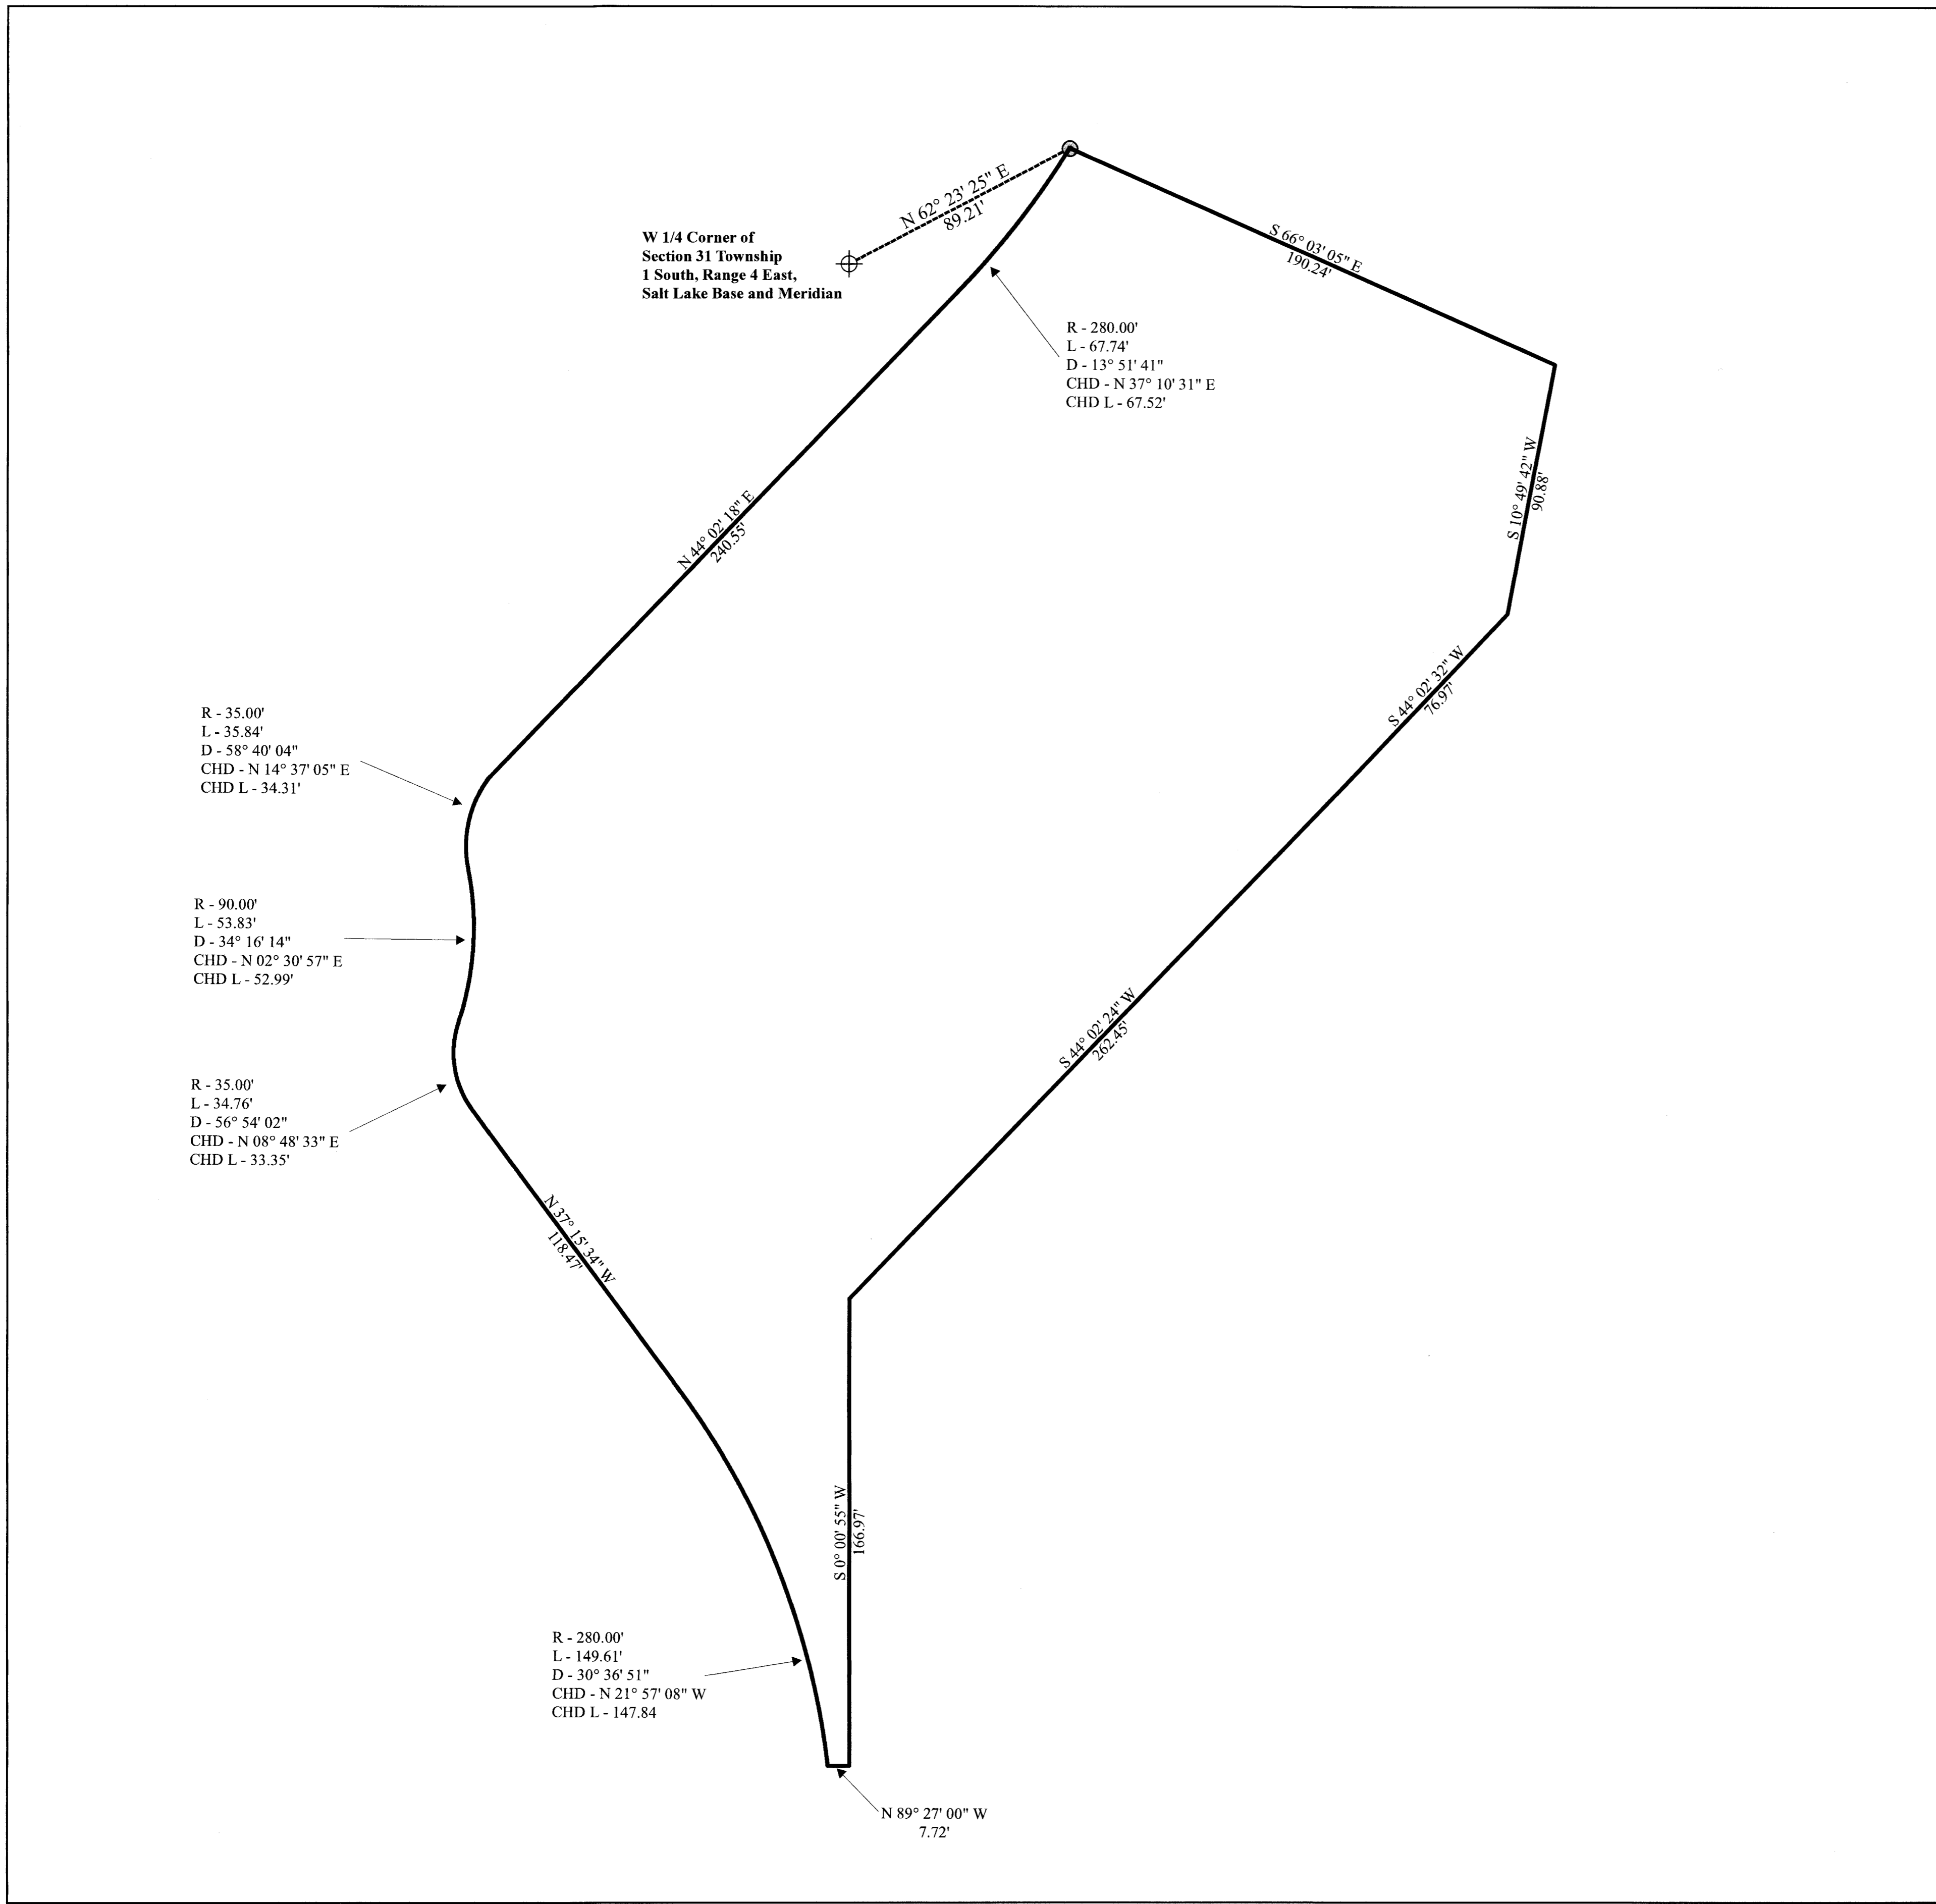 N 62° 23' 25" E
89.21'
W 1/4 Corner of
Section 31 Township
1 South, Range 4 East,
Salt Lake Base and Meridian
S 66° 03' 05" E
190.24'
R - 280.00'
L - 67.74'
D - 13° 51' 41"
CHD - N 37° 10' 31" E
CHD L - 67.52'
S 10° 49' 42" W
90.88'
N 44° 02' 18" E
240.55'
S 44° 02' 32" W
76.97'
R - 35.00'
L - 35.84'
D - 58° 40' 04"
CHD - N 14° 37' 05" E
CHD L - 34.31'
R - 90.00'
L - 53.83'
D - 34° 16' 14"
CHD - N 02° 30' 57" E
CHD L - 52.99'
S 44° 02' 24" W
262.45'
R - 35.00'
L - 34.76'
D - 56° 54' 02"
CHD - N 08° 48' 33" E
CHD L - 33.35'
N 37° 15' 34" W
118.47'
S 0° 00' 55" W
166.97'
R - 280.00'
L - 149.61'
D - 30° 36' 51"
CHD - N 21° 57' 08" W
CHD L - 147.84
N 89° 27' 00" W
7.72'